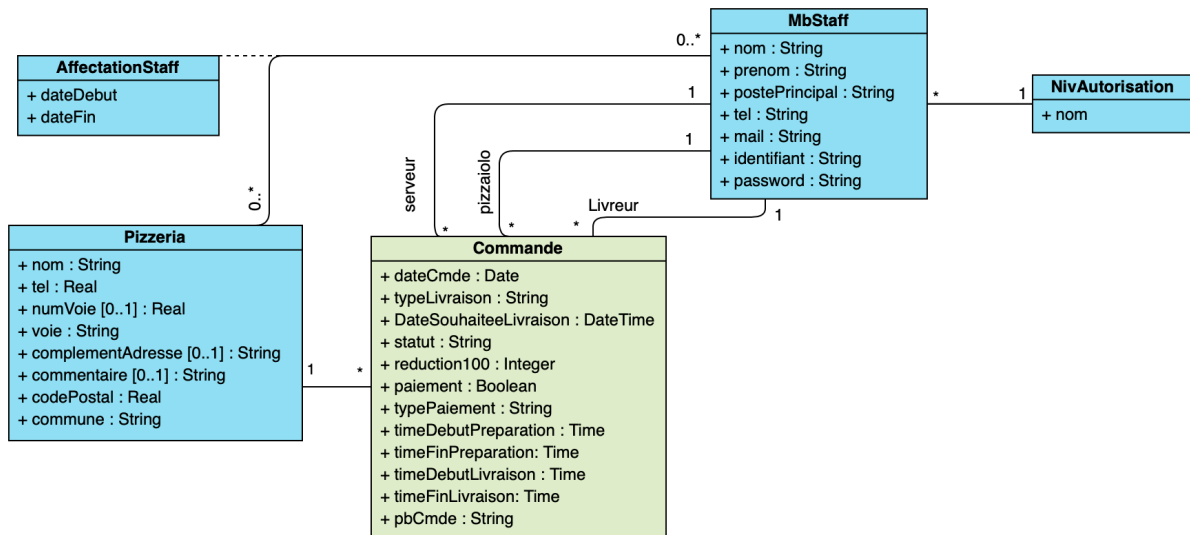 AffectationStaff
+ dateDebut
+ dateFin
0..*
0..*
MbStaff
+ nom : String
+ prenom : String
+ postePrincipal : String
+ tel : String
+ mail : String
+ identifiant : String
+ password : String
*
1
NivAutorisation
+ nom
1
serveur
*
1
pizzaiolo
*
1
Livreur
*
Pizzeria
+ nom : String
+ tel : Real
+ numVoie [0..1] : Real
+ voie : String
+ complementAdresse [0..1] : String
+ commentaire [0..1] : String
+ codePostal : Real
+ commune : String
1
*
Commande
+ dateCmde : Date
+ typeLivraison : String
+ DateSouhaiteeLivraison : DateTime
+ statut : String
+ reduction100 : Integer
+ paiement : Boolean
+ typePaiement : String
+ timeDebutPreparation : Time
+ timeFinPreparation: Time
+ timeDebutLivraison : Time
+ timeFinLivraison: Time
+ pbCmde : String